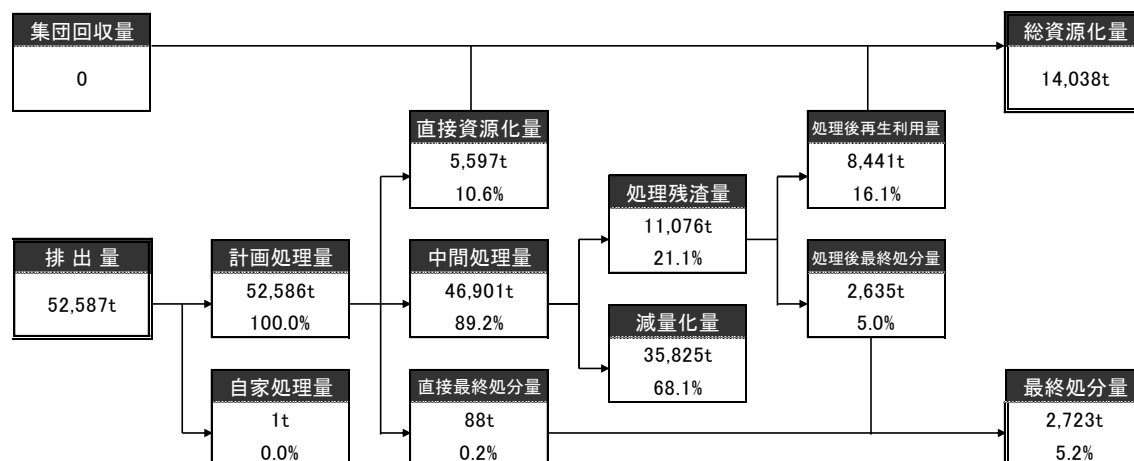 集団回収量
0
総資源化量
14,038t
直接資源化量
5,597t
10.6%
処理後再生利用量
8,441t
16.1%
処理残渣量
11,076t
21.1%
排 出 量
52,587t
計画処理量
52,586t
100.0%
中間処理量
46,901t
89.2%
処理後最終処分量
2,635t
5.0%
減量化量
35,825t
68.1%
自家処理量
1t
0.0%
直接最終処分量
88t
0.2%
最終処分量
2,723t
5.2%